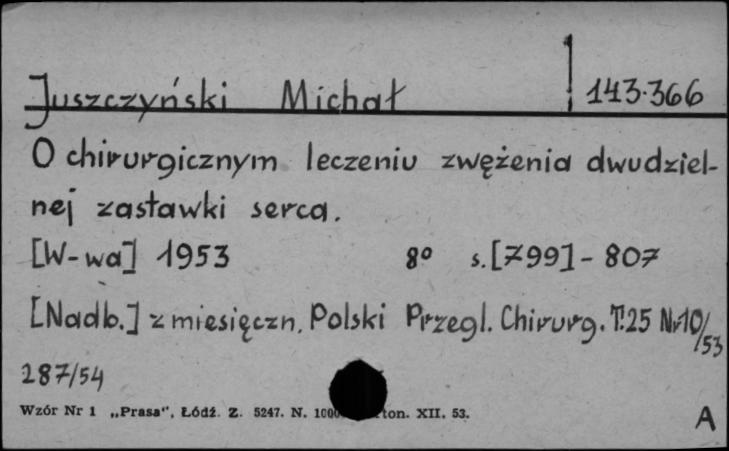 Juszczyński Michał 143.366
O chirurgicznym leczeniu zwężenia dwudziel-
nej zastawki serca.
[W-wa] 1953 8° s.[799]-807
[Nadb.] z miesięczn. Polski Przegl. Chirurg. T.25 Nr10/53
287/54
Wzór Nr 1 „Prasa", Łódź. Z. 5247. N. ton. XII. 53.
A